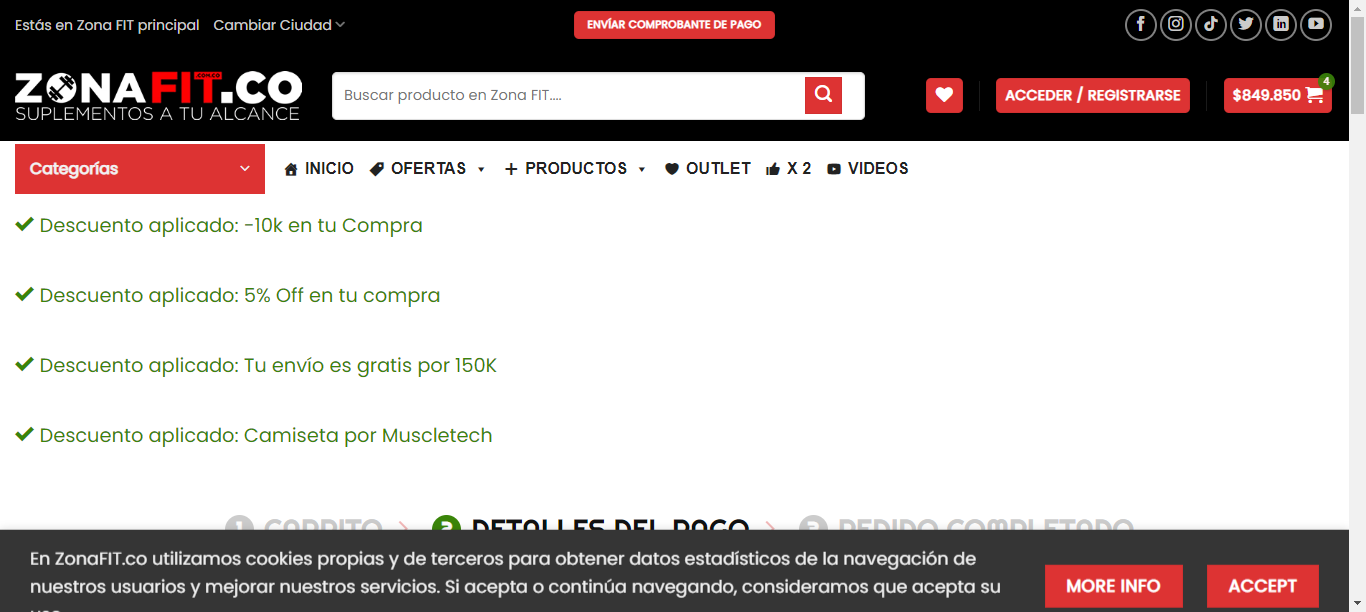 Estás en Zona FIT principal Cambiar Ciudad ENVÍAR COMPROBANTE DE PAGO
4
ZONAFIT.CO
.COM.CO
SUPLEMENTOS A TU ALCANCE
Buscar producto en Zona FIT.... ACCEDER / REGISTRARSE $849.850
Categorías INICIO OFERTAS PRODUCTOS OUTLET X 2 VIDEOS
Descuento aplicado: -10k en tu Compra
Descuento aplicado: 5% Off en tu compra
Descuento aplicado: Tu envío es gratis por 150K
Descuento aplicado: Camiseta por Muscletech
1 CARRITO 2 DETALLES DEL PAGO 3 PEDIDO COMPLETADO
En ZonaFIT.co utilizamos cookies propias y de terceros para obtener datos estadísticos de la navegación de
nuestros usuarios y mejorar nuestros servicios. Si acepta o continúa navegando, consideramos que acepta su
MORE INFO ACCEPT